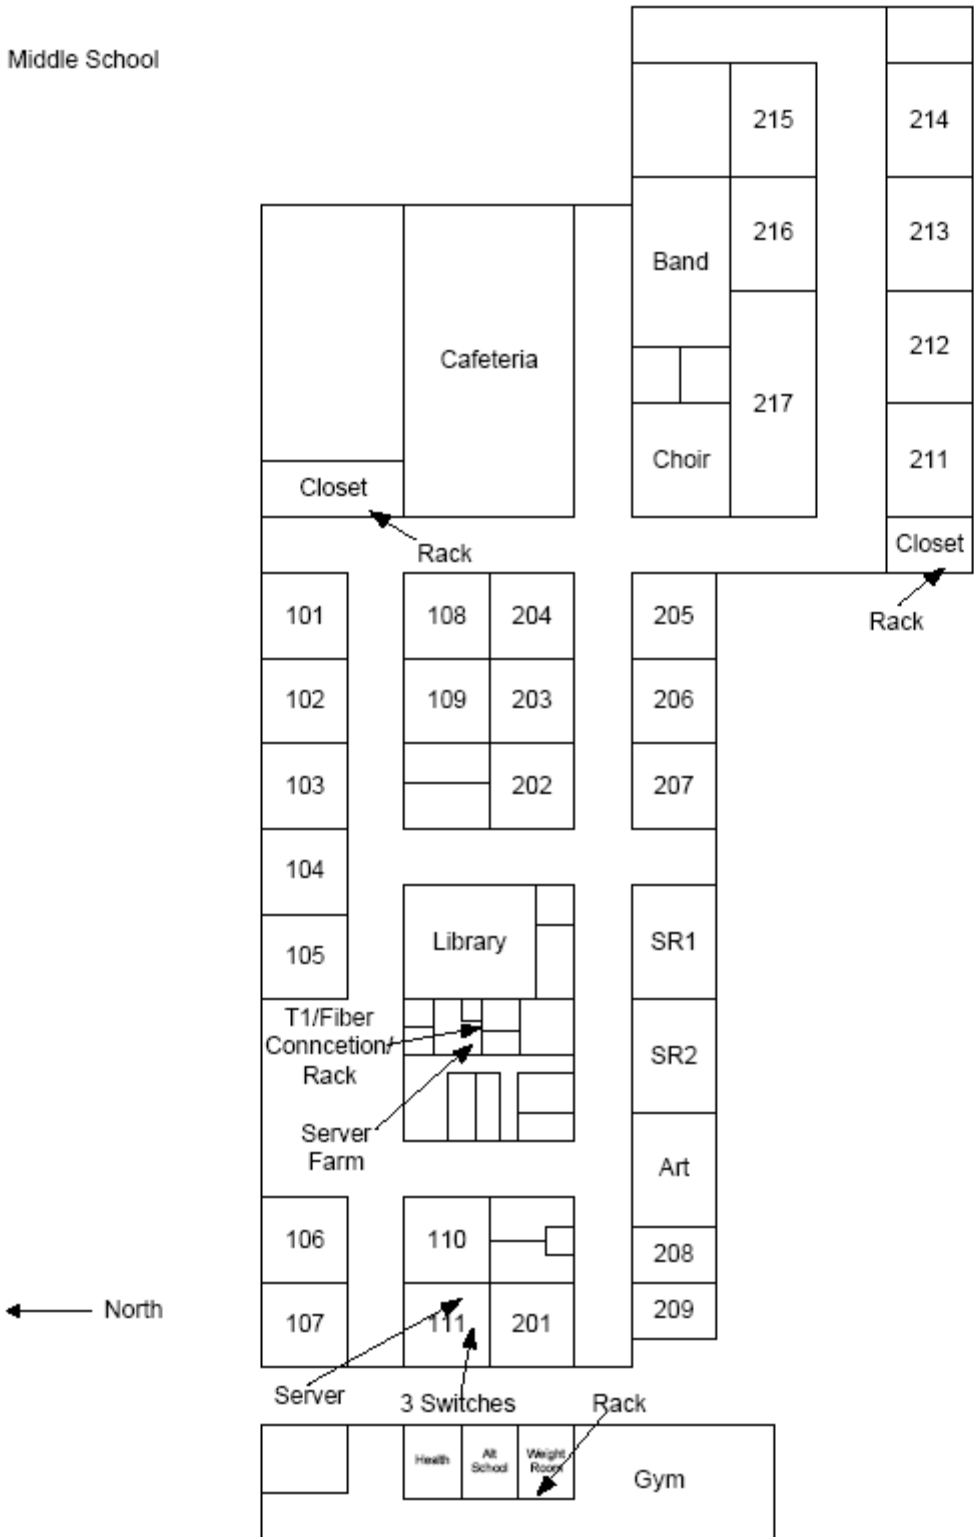 Middle School
215
214
216
213
Band
212
Cafeteria
217
Choir
211
Closet
Closet
Rack
Rack
101
108
204
205
102
109
203
206
103
202
207
104
Library
SR1
105
T1/Fiber
Conncetion/
Rack
SR2
Server
Farm
Art
106
110
208
North
107
111
201
209
Server
3 Switches
Rack
Health
Alt
School
Weight
Room
Gym